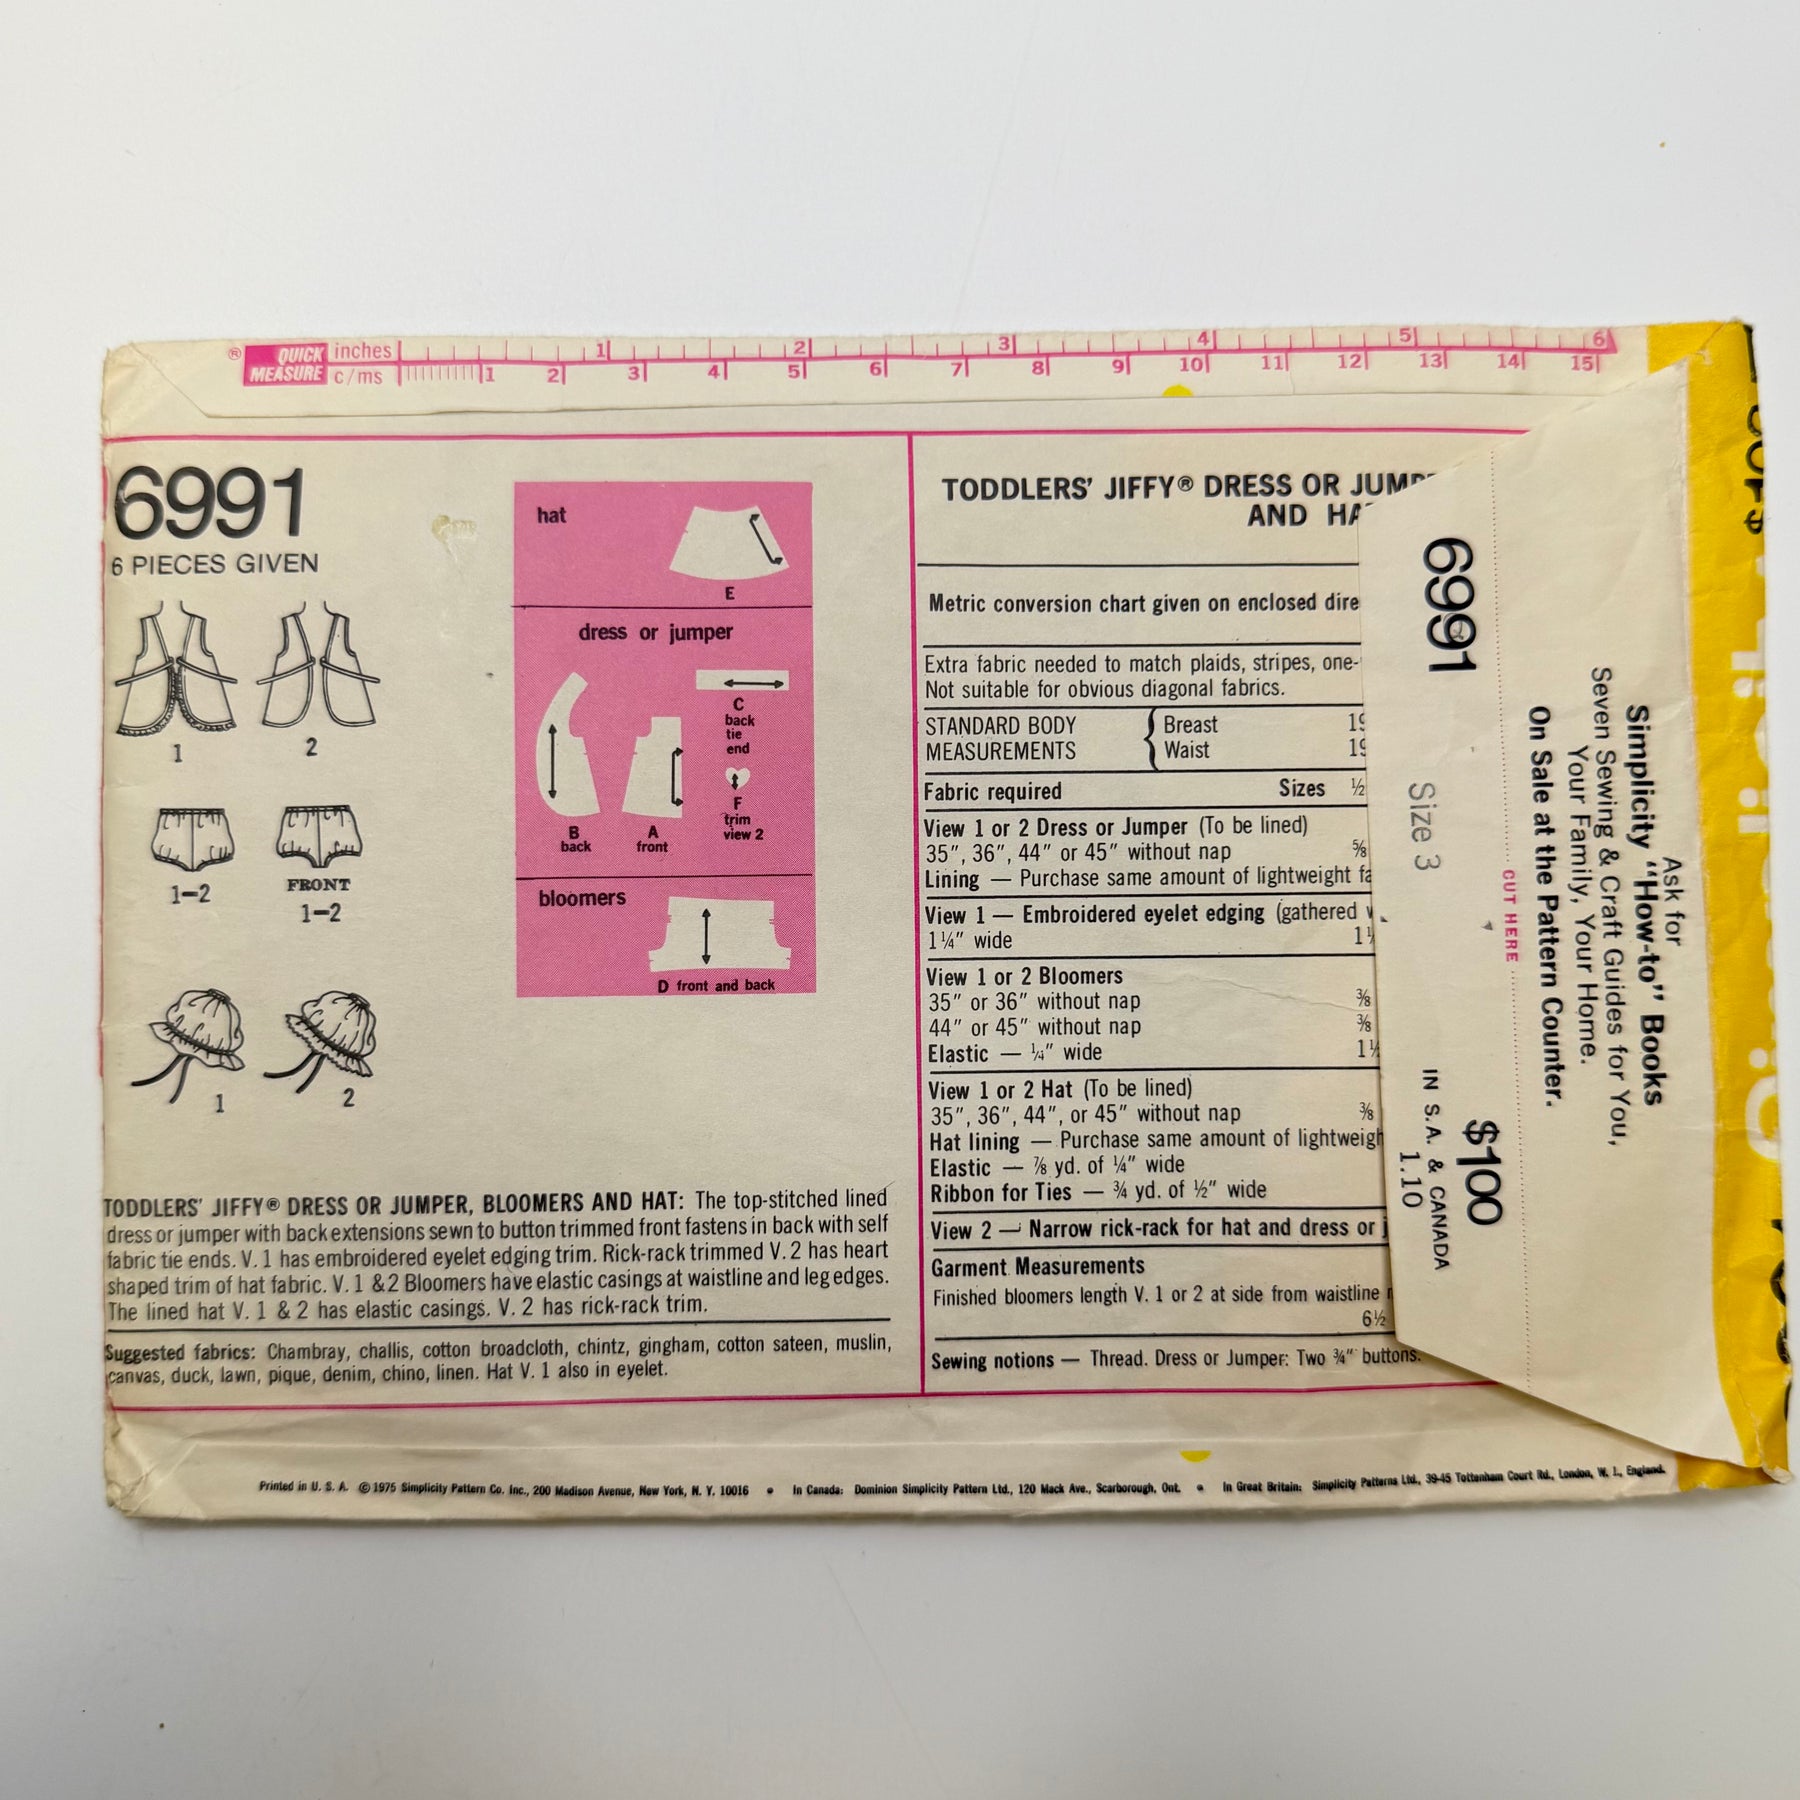 ® QUICK MEASURE inches 1 2 3 4 5 6
c/ms 1 2 3 4 5 6 7 8 9 10 11 12 13 14 15
6991
6 PIECES GIVEN
1 2
1-2
FRONT
1-2
1 2
hat
E
dress or jumper
C
back
tie
end
F
trim
view 2
B
back
A
front
bloomers
D front and back
TODDLERS' JIFFY® DRESS OR JUMPER, BLOOMERS AND HAT: The top-stitched lined
dress or jumper with back extensions sewn to button trimmed front fastens in back with self
fabric tie ends. V. 1 has embroidered eyelet edging trim. Rick-rack trimmed V. 2 has heart
shaped trim of hat fabric. V. 1 & 2 Bloomers have elastic casings at waistline and leg edges.
The lined hat V. 1 & 2 has elastic casings. V. 2 has rick-rack trim.
Suggested fabrics: Chambray, challis, cotton broadcloth, chintz, gingham, cotton sateen, muslin,
canvas, duck, lawn, pique, denim, chino, linen. Hat V. 1 also in eyelet.
TODDLERS' JIFFY® DRESS OR
AND
Metric conversion chart given on enclosed
Extra fabric needed to match plaids, stripes, one-
Not suitable for obvious diagonal fabrics.
STANDARD BODY MEASUREMENTS
Breast
Waist
Fabric required Sizes ½
View 1 or 2 Dress or Jumper (To be lined)
35", 36", 44" or 45" without nap ⅝
Lining — Purchase same amount of lightweight
View 1 — Embroidered eyelet edging (gathered
1¼" wide
View 1 or 2 Bloomers
35" or 36" without nap ⅜
44" or 45" without nap ⅜
Elastic — ¼" wide
View 1 or 2 Hat (To be lined)
35", 36", 44", or 45" without nap ⅜
Hat lining — Purchase same amount of
Elastic — ⅞ yd. of ¼" wide
Ribbon for Ties — ¾ yd. of ½" wide
View 2 — Narrow rick-rack for hat and dress or
Garment Measurements
Finished bloomers length V. 1 or 2 at side from waistline
6½
Sewing notions — Thread. Dress or Jumper: Two ¾" buttons.
6991
Size 3
$100
IN S.A. & CANADA
1.10
CUT HERE
Ask for
Simplicity "How-to" Books
Seven Sewing & Craft Guides for You,
Your Family, Your Home.
On Sale at the Pattern Counter.
Printed in U. S. A. © 1975 Simplicity Pattern Co. Inc., 200 Madison Avenue, New York, N. Y. 10016 • In Canada: Dominion Simplicity Pattern Ltd., 120 Mack Ave., Scarborough, Ont. • In Great Britain: Simplicity Patterns Ltd., 39-45 Tottenham Court Rd., London, W. 1., England.